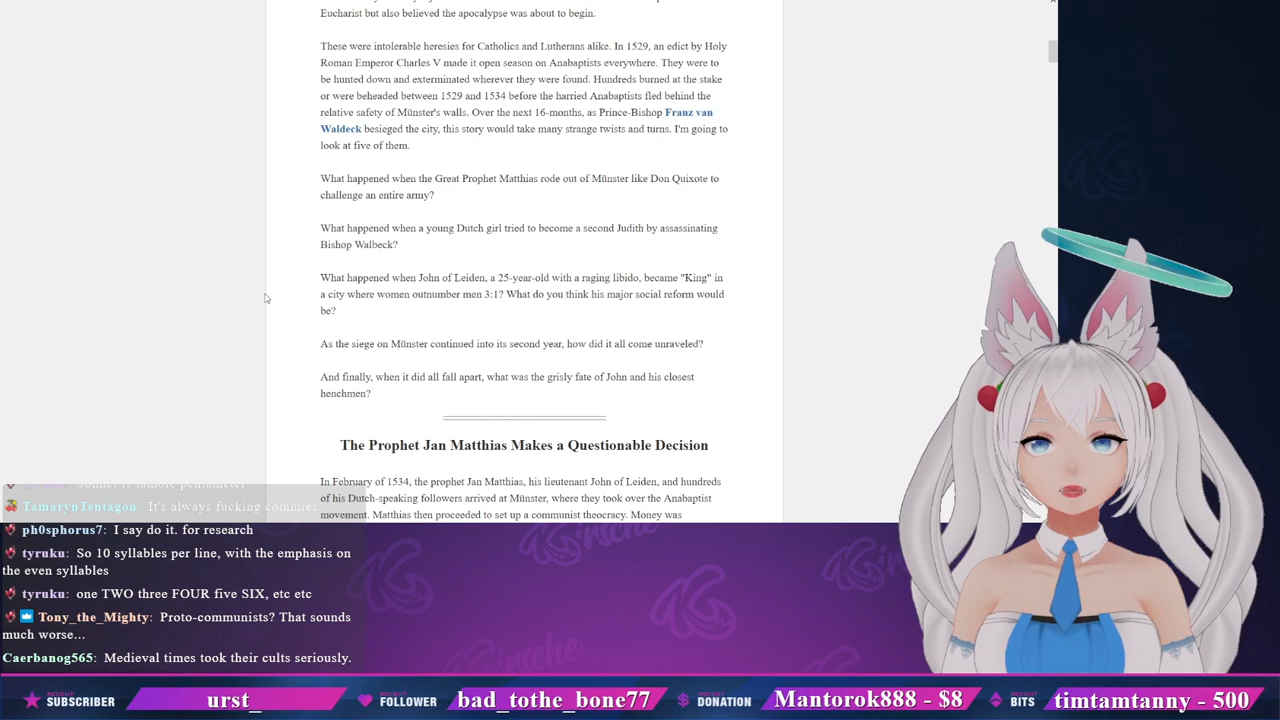 Eucharist but also believed the apocalypse was about to begin.
These were intolerable heresies for Catholics and Lutherans alike. In 1529, an edict by Holy
Roman Emperor Charles V made it open season on Anabaptists everywhere. They were to
be hunted down and exterminated wherever they were found. Hundreds burned at the stake
or were beheaded between 1529 and 1534 before the harried Anabaptists fled behind the
relative safety of Münster's walls. Over the next 16-months, as Prince-Bishop Franz van
Waldeck besieged the city, this story would take many strange twists and turns. I'm going to
look at five of them.
What happened when the Great Prophet Matthias rode out of Münster like Don Quixote to
challenge an entire army?
What happened when a young Dutch girl tried to become a second Judith by assassinating
Bishop Walbeck?
What happened when John of Leiden, a 25-year-old with a raging libido, became "King" in
a city where women outnumber men 3:1? What do you think his major social reform would
be?
As the siege on Münster continued into its second year, how did it all come unraveled?
And finally, when it did all fall apart, what was the grisly fate of John and his closest
henchmen?
The Prophet Jan Matthias Makes a Questionable Decision
In February of 1534, the prophet Jan Matthias, his lieutenant John of Leiden, and hundreds
of his Dutch-speaking followers arrived at Münster, where they took over the Anabaptist
movement. Matthias then proceeded to set up a communist theocracy. Money was
Sonnet is iambic pentameter
TamarynTentagon It's always fucking commies.
ph0sphorus7: I say do it. for research
tyruku: So 10 syllables per line, with the emphasis on
the even syllables
tyruku: one TWO three FOUR five SIX, etc etc
Tony_the_Mighty: Proto-communists? That sounds
much worse...
Caerbanog565: Medieval times took their cults seriously.
RECENT SUBSCRIBER urst_
RECENT FOLLOWER bad_tothe_bone77
RECENT DONATION Mantorok888 - $8
RECENT BITS timtamtanny - 500